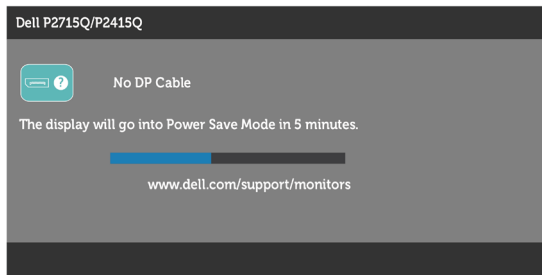 Dell P2715Q/P2415Q
?
No DP Cable
The display will go into Power Save Mode in 5 minutes.
www.dell.com/support/monitors